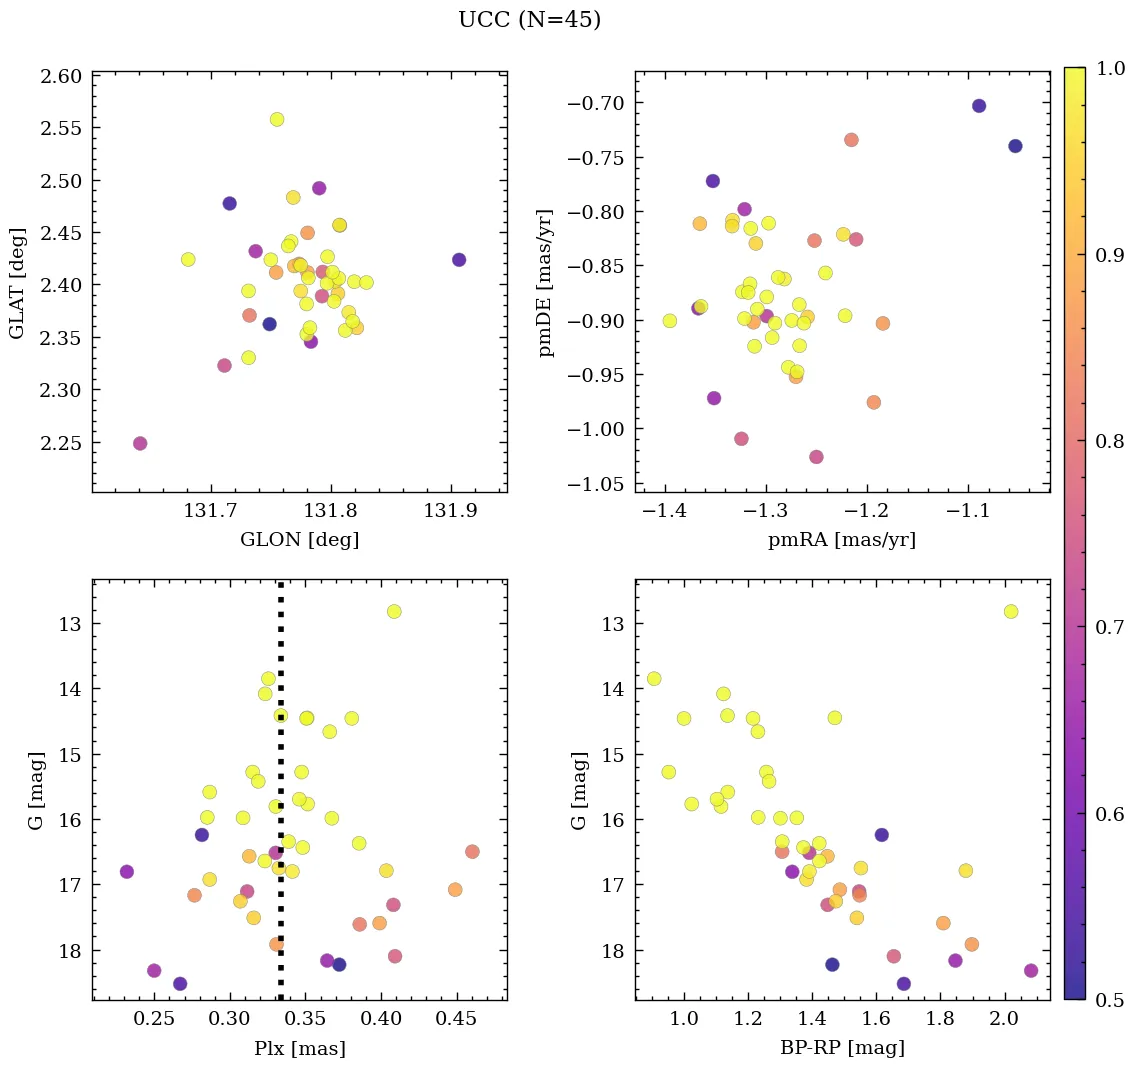 UCC (N=45)
2.60
2.55
2.50
2.45
2.40
2.35
2.30
2.25
GLAT [deg]
131.7 131.8 131.9
GLON [deg]
−0.70
−0.75
−0.80
−0.85
−0.90
−0.95
−1.00
−1.05
pmDE [mas/yr]
−1.4 −1.3 −1.2 −1.1
pmRA [mas/yr]
13
14
15
16
17
18
G [mag]
0.25 0.30 0.35 0.40 0.45
Plx [mas]
13
14
15
16
17
18
G [mag]
1.0 1.2 1.4 1.6 1.8 2.0
BP-RP [mag]
1.0
0.9
0.8
0.7
0.6
0.5